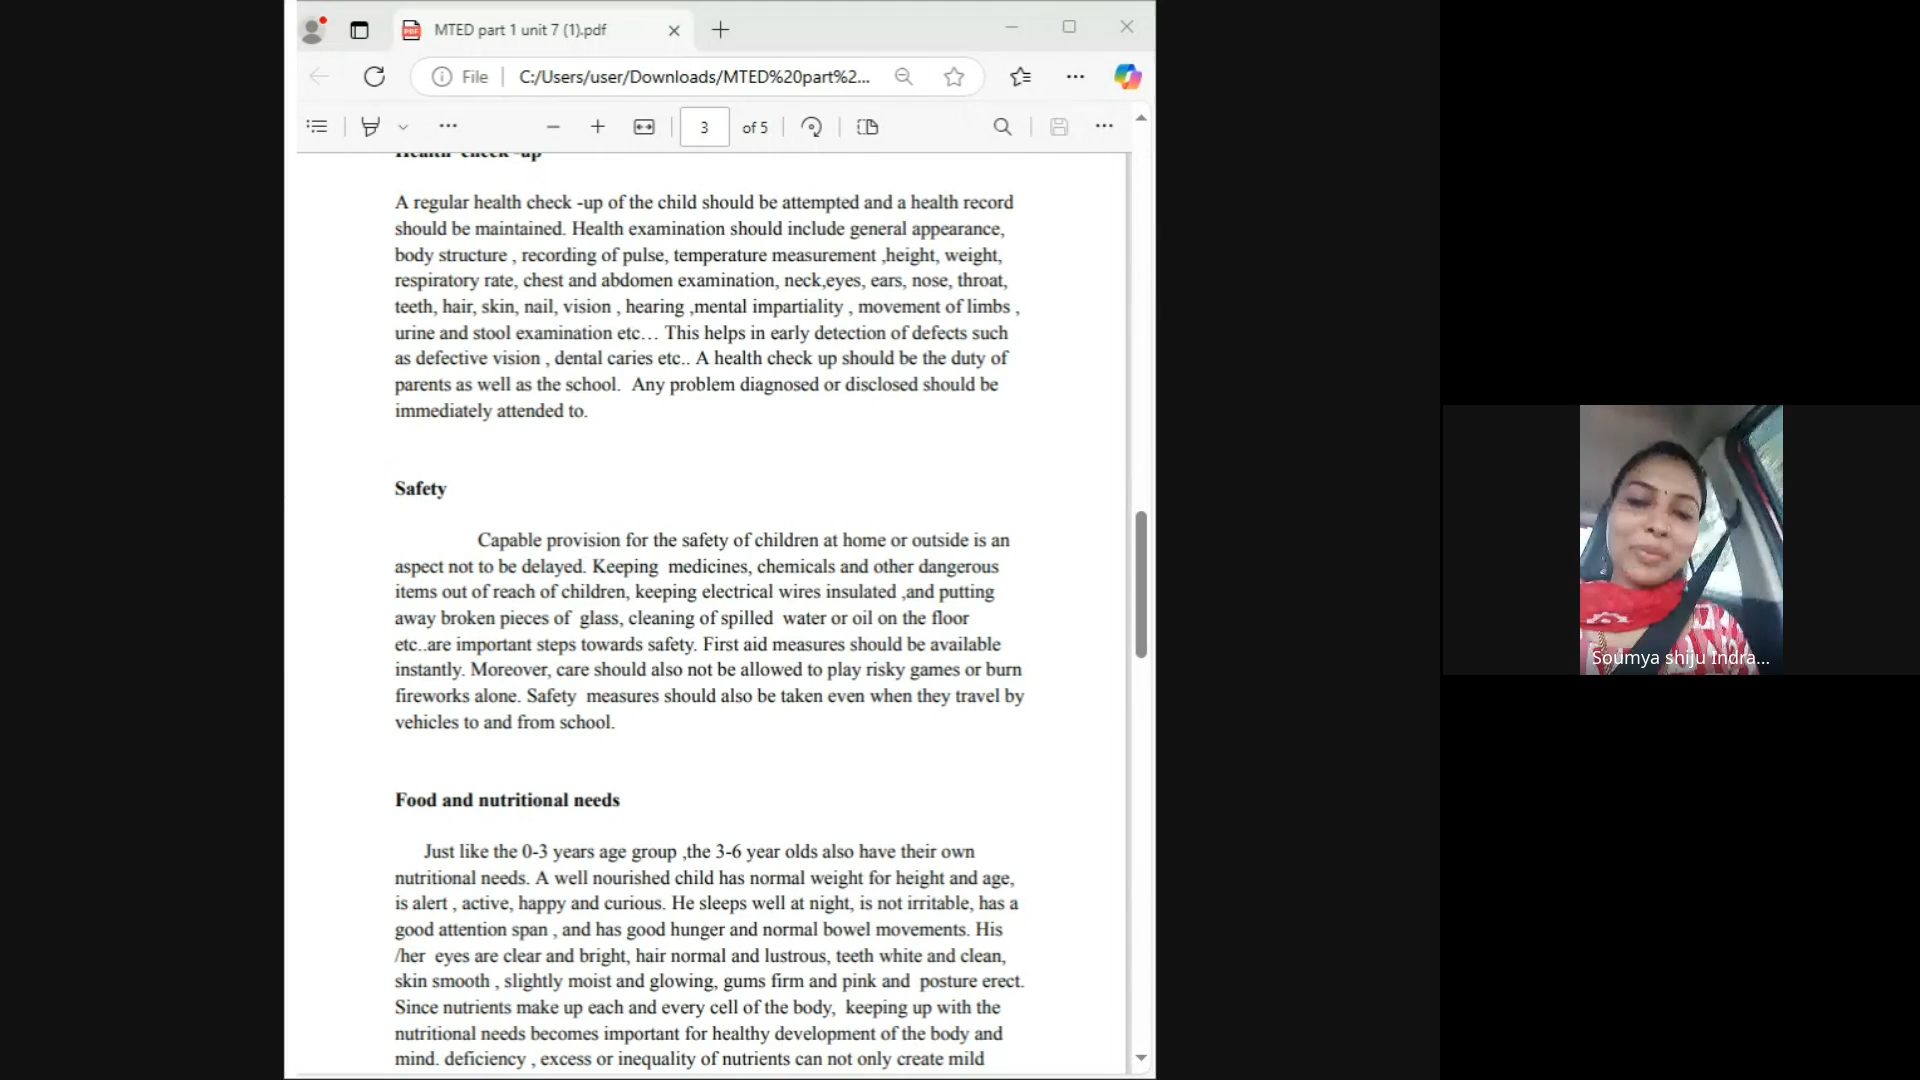 MTED part 1 unit 7 (1).pdf
File
C:/Users/user/Downloads/MTED%20part%2...
3 of 5
Health check -up
A regular health check -up of the child should be attempted and a health record
should be maintained. Health examination should include general appearance,
body structure , recording of pulse, temperature measurement ,height, weight,
respiratory rate, chest and abdomen examination, neck,eyes, ears, nose, throat,
teeth, hair, skin, nail, vision , hearing ,mental impartiality , movement of limbs ,
urine and stool examination etc… This helps in early detection of defects such
as defective vision , dental caries etc.. A health check up should be the duty of
parents as well as the school.  Any problem diagnosed or disclosed should be
immediately attended to.
Safety
Capable provision for the safety of children at home or outside is an
aspect not to be delayed. Keeping  medicines, chemicals and other dangerous
items out of reach of children, keeping electrical wires insulated ,and putting
away broken pieces of  glass, cleaning of spilled  water or oil on the floor
etc..are important steps towards safety. First aid measures should be available
instantly. Moreover, care should also not be allowed to play risky games or burn
fireworks alone. Safety  measures should also be taken even when they travel by
vehicles to and from school.
Food and nutritional needs
Just like the 0-3 years age group ,the 3-6 year olds also have their own
nutritional needs. A well nourished child has normal weight for height and age,
is alert , active, happy and curious. He sleeps well at night, is not irritable, has a
good attention span , and has good hunger and normal bowel movements. His
/her  eyes are clear and bright, hair normal and lustrous, teeth white and clean,
skin smooth , slightly moist and glowing, gums firm and pink and  posture erect.
Since nutrients make up each and every cell of the body,  keeping up with the
nutritional needs becomes important for healthy development of the body and
mind. deficiency , excess or inequality of nutrients can not only create mild
Soumya shiju Indra...